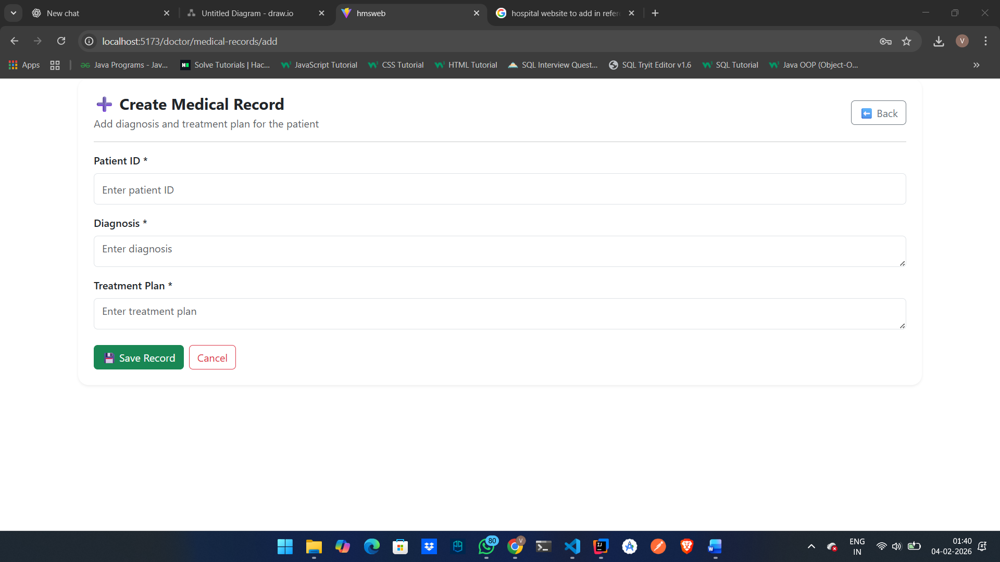 New chat
Untitled Diagram - draw.io
hmsweb
hospital website to add in refer
localhost:5173/doctor/medical-records/add
V
Apps
Java Programs - Jav...
Solve Tutorials | Hac...
JavaScript Tutorial
CSS Tutorial
HTML Tutorial
SQL Interview Quest...
SQL Tryit Editor v1.6
SQL Tutorial
Java OOP (Object-O...
Create Medical Record
Add diagnosis and treatment plan for the patient
Back
Patient ID *
Enter patient ID
Diagnosis *
Enter diagnosis
Treatment Plan *
Enter treatment plan
Save Record
Cancel
80
V
ENG
IN
01:40
04-02-2026